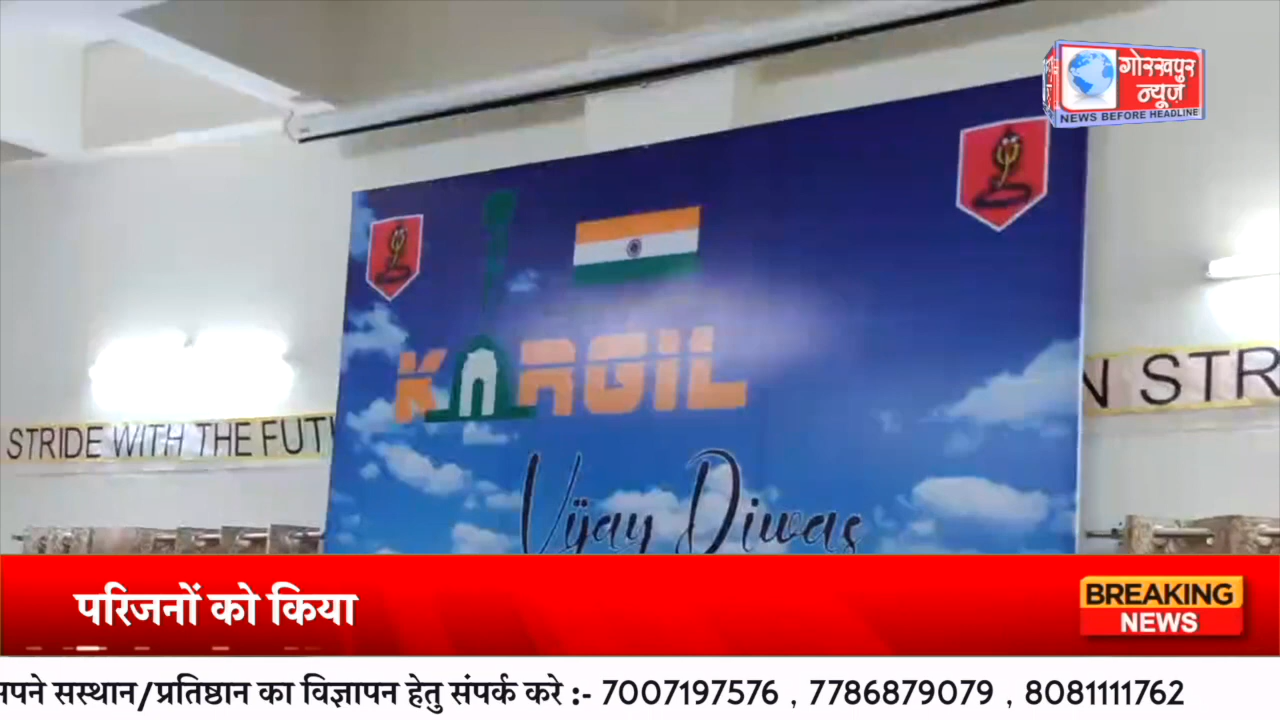 गोरखपुर
न्यूज़
NEWS BEFORE HEADLINE
KARGIL
Vijay Diwas
STRIDE WITH THE FUT
N STR
परिजनों को किया
BREAKING
NEWS
पने सस्थान/प्रतिष्ठान का विज्ञापन हेतु संपर्क करे :- 7007197576 , 7786879079 , 8081111762